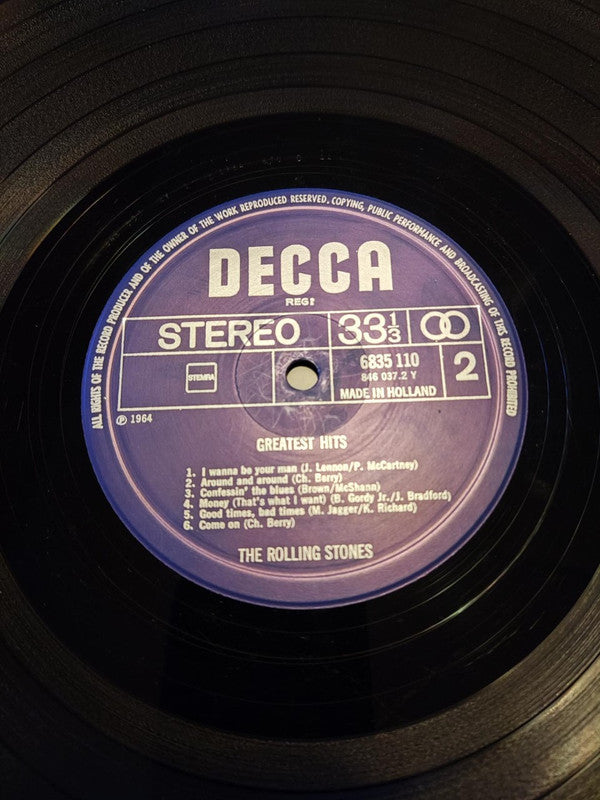 ALL RIGHTS OF THE RECORD PRODUCER AND OF THE OWNER OF THE WORK REPRODUCED RESERVED. COPYING, PUBLIC PERFORMANCE AND BROADCASTING OF THIS RECORD PROHIBITED
DECCA
REGD
STEREO 33 1/3
STEMRA
6835 110
846 037.2 Y
MADE IN HOLLAND
2
℗ 1964
GREATEST HITS
1. I wanna be your man (J. Lennon/P. McCartney)
2. Around and around (Ch. Berry)
3. Confessin' the blues (Brown/McShann)
4. Money (That's what I want) (B. Gordy Jr./J. Bradford)
5. Good times, bad times (M. Jagger/K. Richard)
6. Come on (Ch. Berry)
THE ROLLING STONES